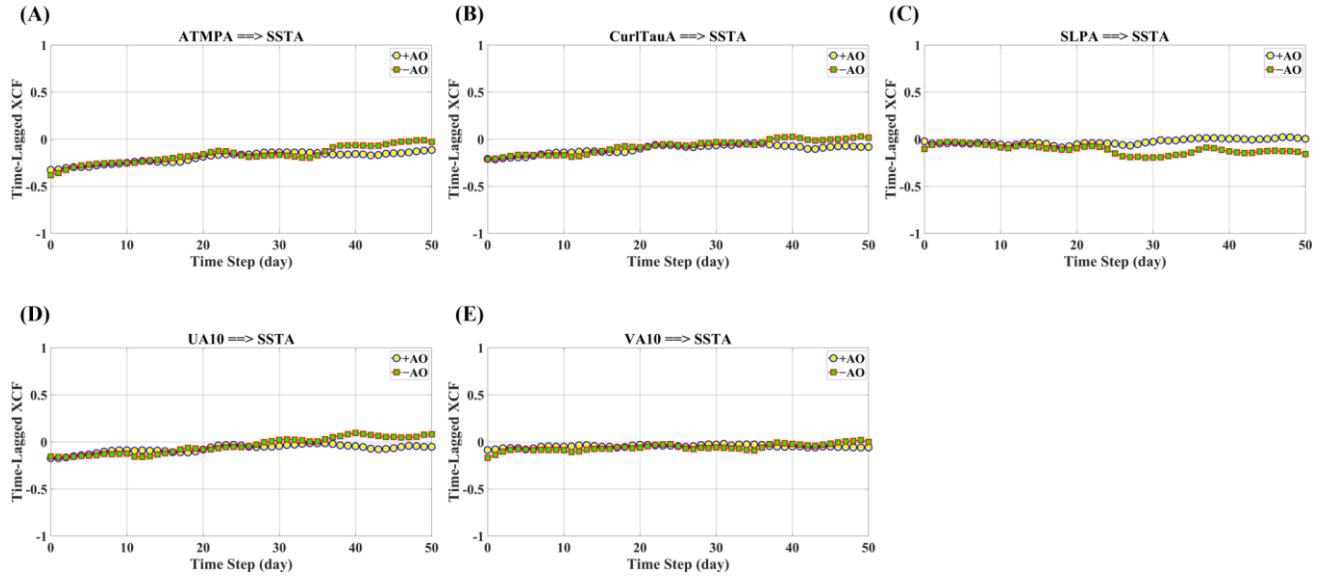 (A)
ATMPA ==> SSTA
Time-Lagged XCF
1
0.5
0
-0.5
-1
+AO
−AO
0 10 20 30 40 50
Time Step (day)
(B)
CurlTauA ==> SSTA
Time-Lagged XCF
1
0.5
0
-0.5
-1
+AO
−AO
0 10 20 30 40 50
Time Step (day)
(C)
SLPA ==> SSTA
Time-Lagged XCF
1
0.5
0
-0.5
-1
+AO
−AO
0 10 20 30 40 50
Time Step (day)
(D)
UA10 ==> SSTA
Time-Lagged XCF
1
0.5
0
-0.5
-1
+AO
−AO
0 10 20 30 40 50
Time Step (day)
(E)
VA10 ==> SSTA
Time-Lagged XCF
1
0.5
0
-0.5
-1
+AO
−AO
0 10 20 30 40 50
Time Step (day)